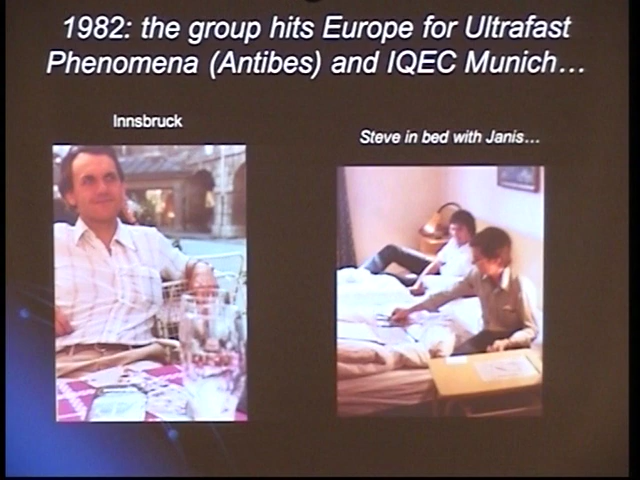 1982: the group hits Europe for Ultrafast
Phenomena (Antibes) and IQEC Munich...
Innsbruck
Steve in bed with Janis...